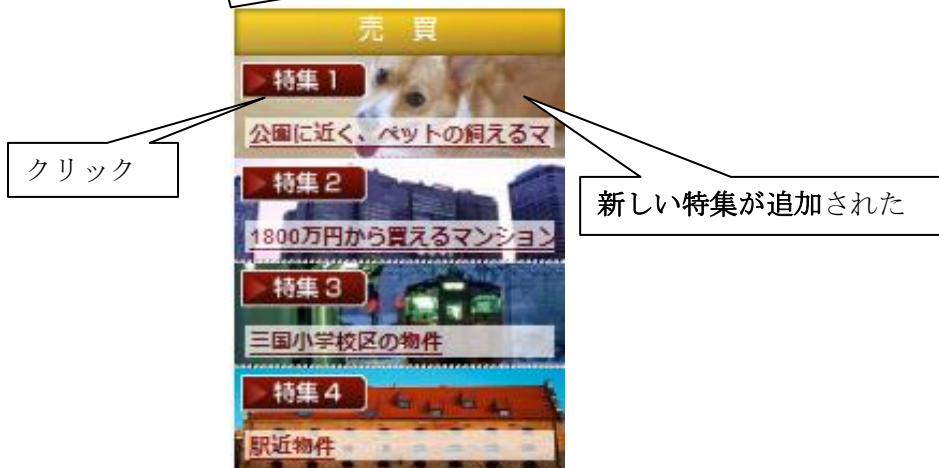 売 買
特集1
公園に近く、ペットの飼えるマ
クリック
特集2
新しい特集が追加された
1800万円から買えるマンション
特集3
三国小学校区の物件
特集4
駅近物件